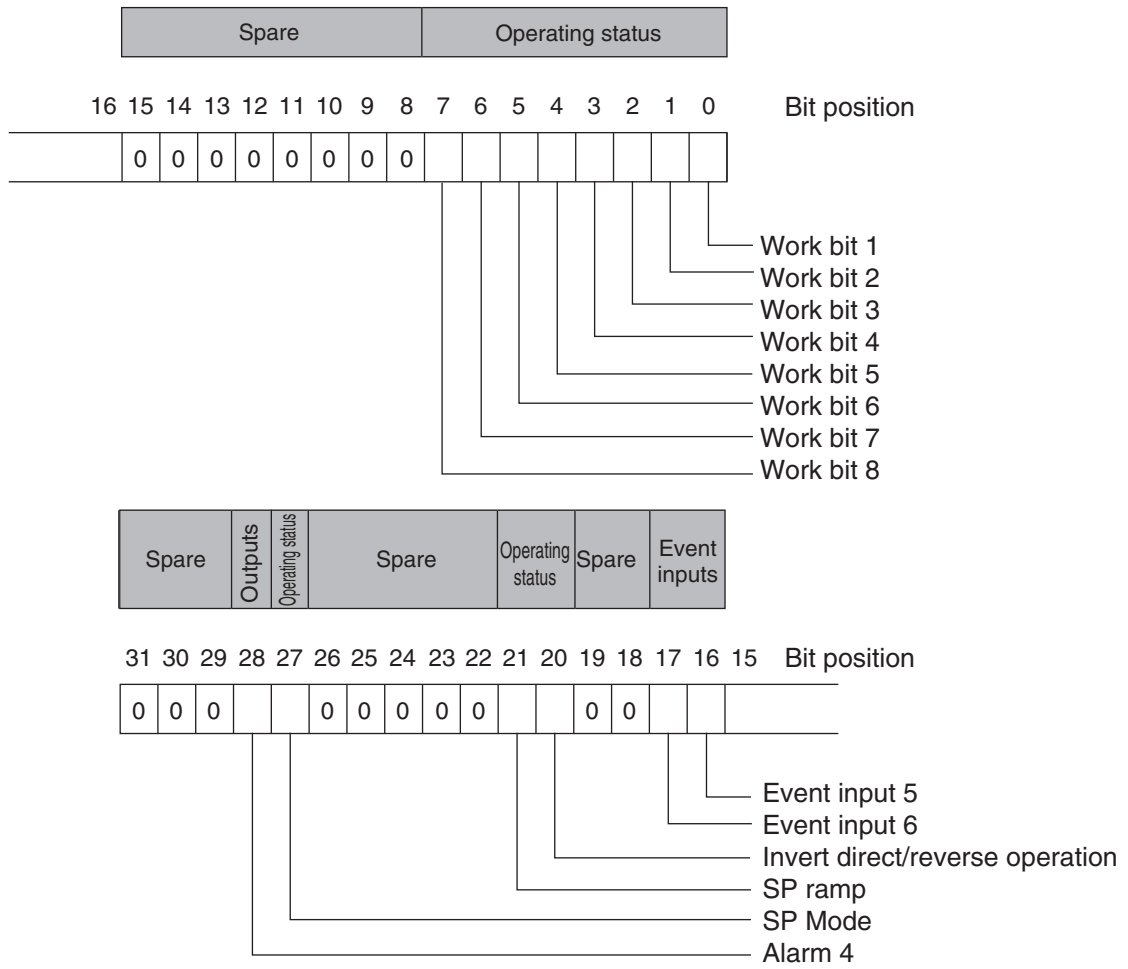 Spare Operating status
16 15 14 13 12 11 10 9 8 7 6 5 4 3 2 1 0 Bit position
0 0 0 0 0 0 0 0
Work bit 1
Work bit 2
Work bit 3
Work bit 4
Work bit 5
Work bit 6
Work bit 7
Work bit 8
Spare Outputs Operating status Spare Operating status Spare Event inputs
31 30 29 28 27 26 25 24 23 22 21 20 19 18 17 16 15 Bit position
0 0 0 0 0 0 0 0 0 0
Event input 5
Event input 6
Invert direct/reverse operation
SP ramp
SP Mode
Alarm 4